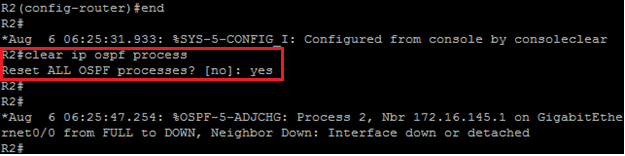 R2(config-router)#end
R2#
*Aug  6 06:25:31.933: %SYS-5-CONFIG_I: Configured from console by consoleclear
R2#clear ip ospf process
Reset ALL OSPF processes? [no]: yes
R2#
R2#
*Aug  6 06:25:47.254: %OSPF-5-ADJCHG: Process 2, Nbr 172.16.145.1 on GigabitEthe
rnet0/0 from FULL to DOWN, Neighbor Down: Interface down or detached
R2#